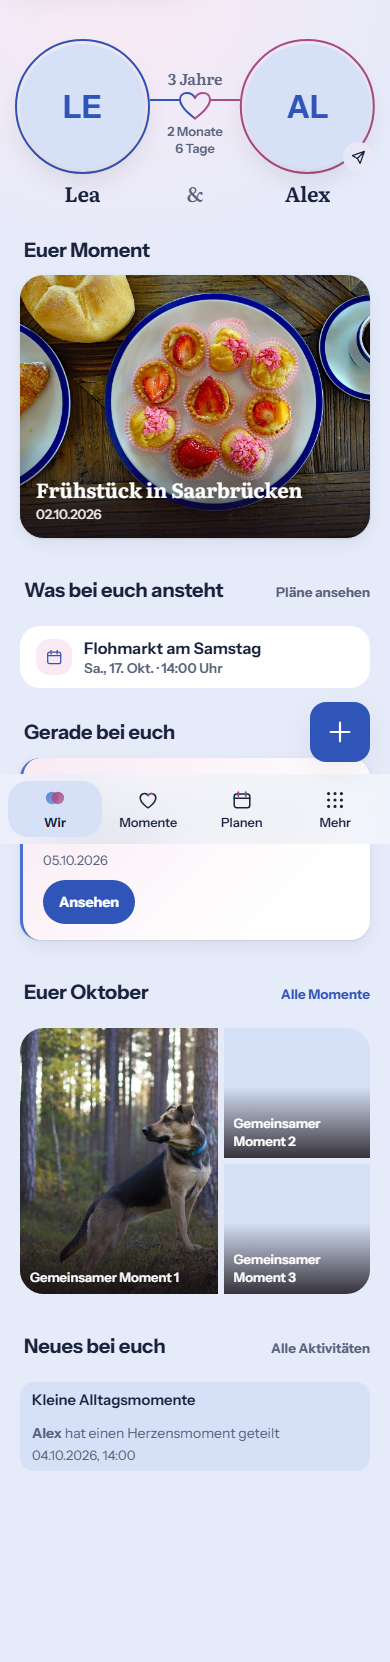 LE
3 Jahre
2 Monate
6 Tage
AL
Lea
&
Alex
Euer Moment
Frühstück in Saarbrücken
02.10.2026
Was bei euch ansteht
Pläne ansehen
Flohmarkt am Samstag
Sa., 17. Okt. · 14:00 Uhr
Gerade bei euch
Wir
Momente
Planen
Mehr
05.10.2026
Ansehen
Euer Oktober
Alle Momente
Gemeinsamer Moment 1
Gemeinsamer
Moment 2
Gemeinsamer
Moment 3
Neues bei euch
Alle Aktivitäten
Kleine Alltagsmomente
Alex hat einen Herzensmoment geteilt
04.10.2026, 14:00